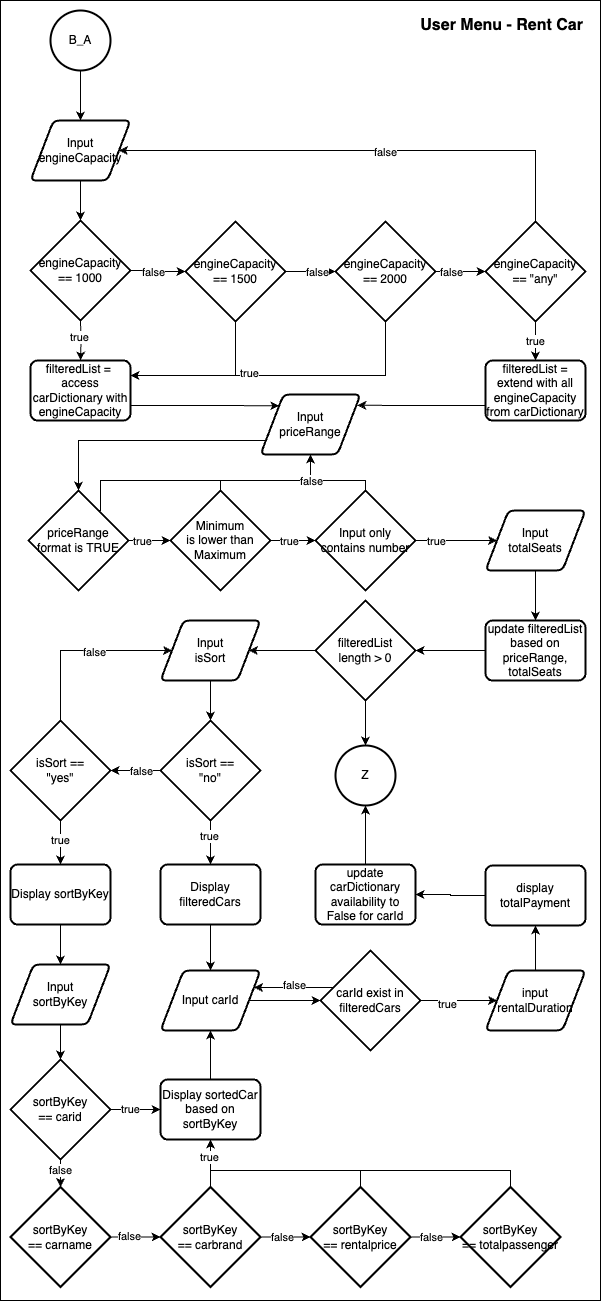 User Menu - Rent Car
B_A
Input
engineCapacity
false
engineCapacity
== 1000
false
engineCapacity
== 1500
false
engineCapacity
== 2000
false
engineCapacity
== "any"
true
true
true
filteredList =
access
carDictionary with
engineCapacity
filteredList =
extend with all
engineCapacity
from carDictionary
Input
priceRange
false
priceRange
format is TRUE
true
Minimum
is lower than
Maximum
true
Input only
contains number
true
Input
totalSeats
update filteredList
based on
priceRange,
totalSeats
filteredList
length > 0
Input
isSort
false
isSort ==
"yes"
false
isSort ==
"no"
Z
true
true
Display sortByKey
Display
filteredCars
update
carDictionary
availability to
False for carId
display
totalPayment
Input
sortByKey
Input carId
false
carId exist in
filteredCars
true
input
rentalDuration
sortByKey
== carid
true
Display sortedCar
based on
sortByKey
false
true
sortByKey
== carname
false
sortByKey
== carbrand
false
sortByKey
== rentalprice
false
sortByKey
== totalpassenger